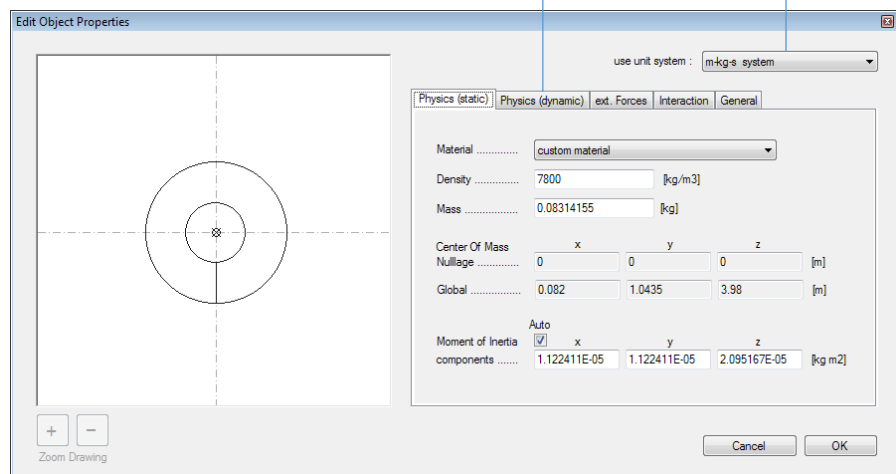 Edit Object Properties
use unit system : m-kg-s system
Physics (static) Physics (dynamic) ext. Forces Interaction General
Material ............. custom material
Density .............. 7800 [kg/m3]
Mass ................. 0.08314155 [kg]
Center Of Mass x y z
Nulllage ............. 0 0 0 [m]
Global ................ 0.082 1.0435 3.98 [m]
Auto
Moment of Inertia x y z
components ....... 1.122411E-05 1.122411E-05 2.095167E-05 [kg m2]
+ −
Zoom Drawing
Cancel OK